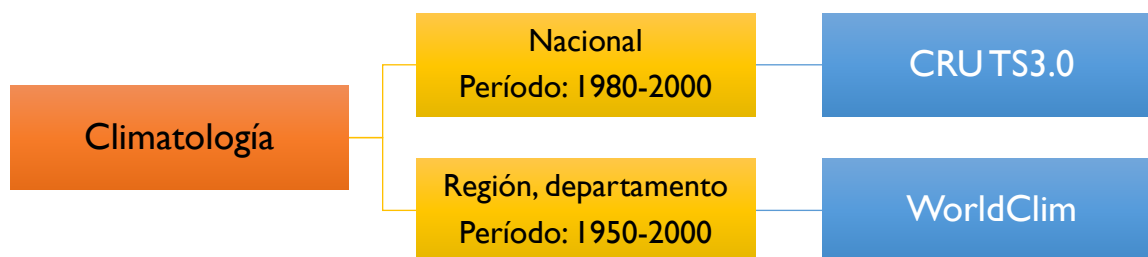 Climatología
Nacional
Período: 1980-2000
CRU TS3.0
Región, departamento
Período: 1950-2000
WorldClim